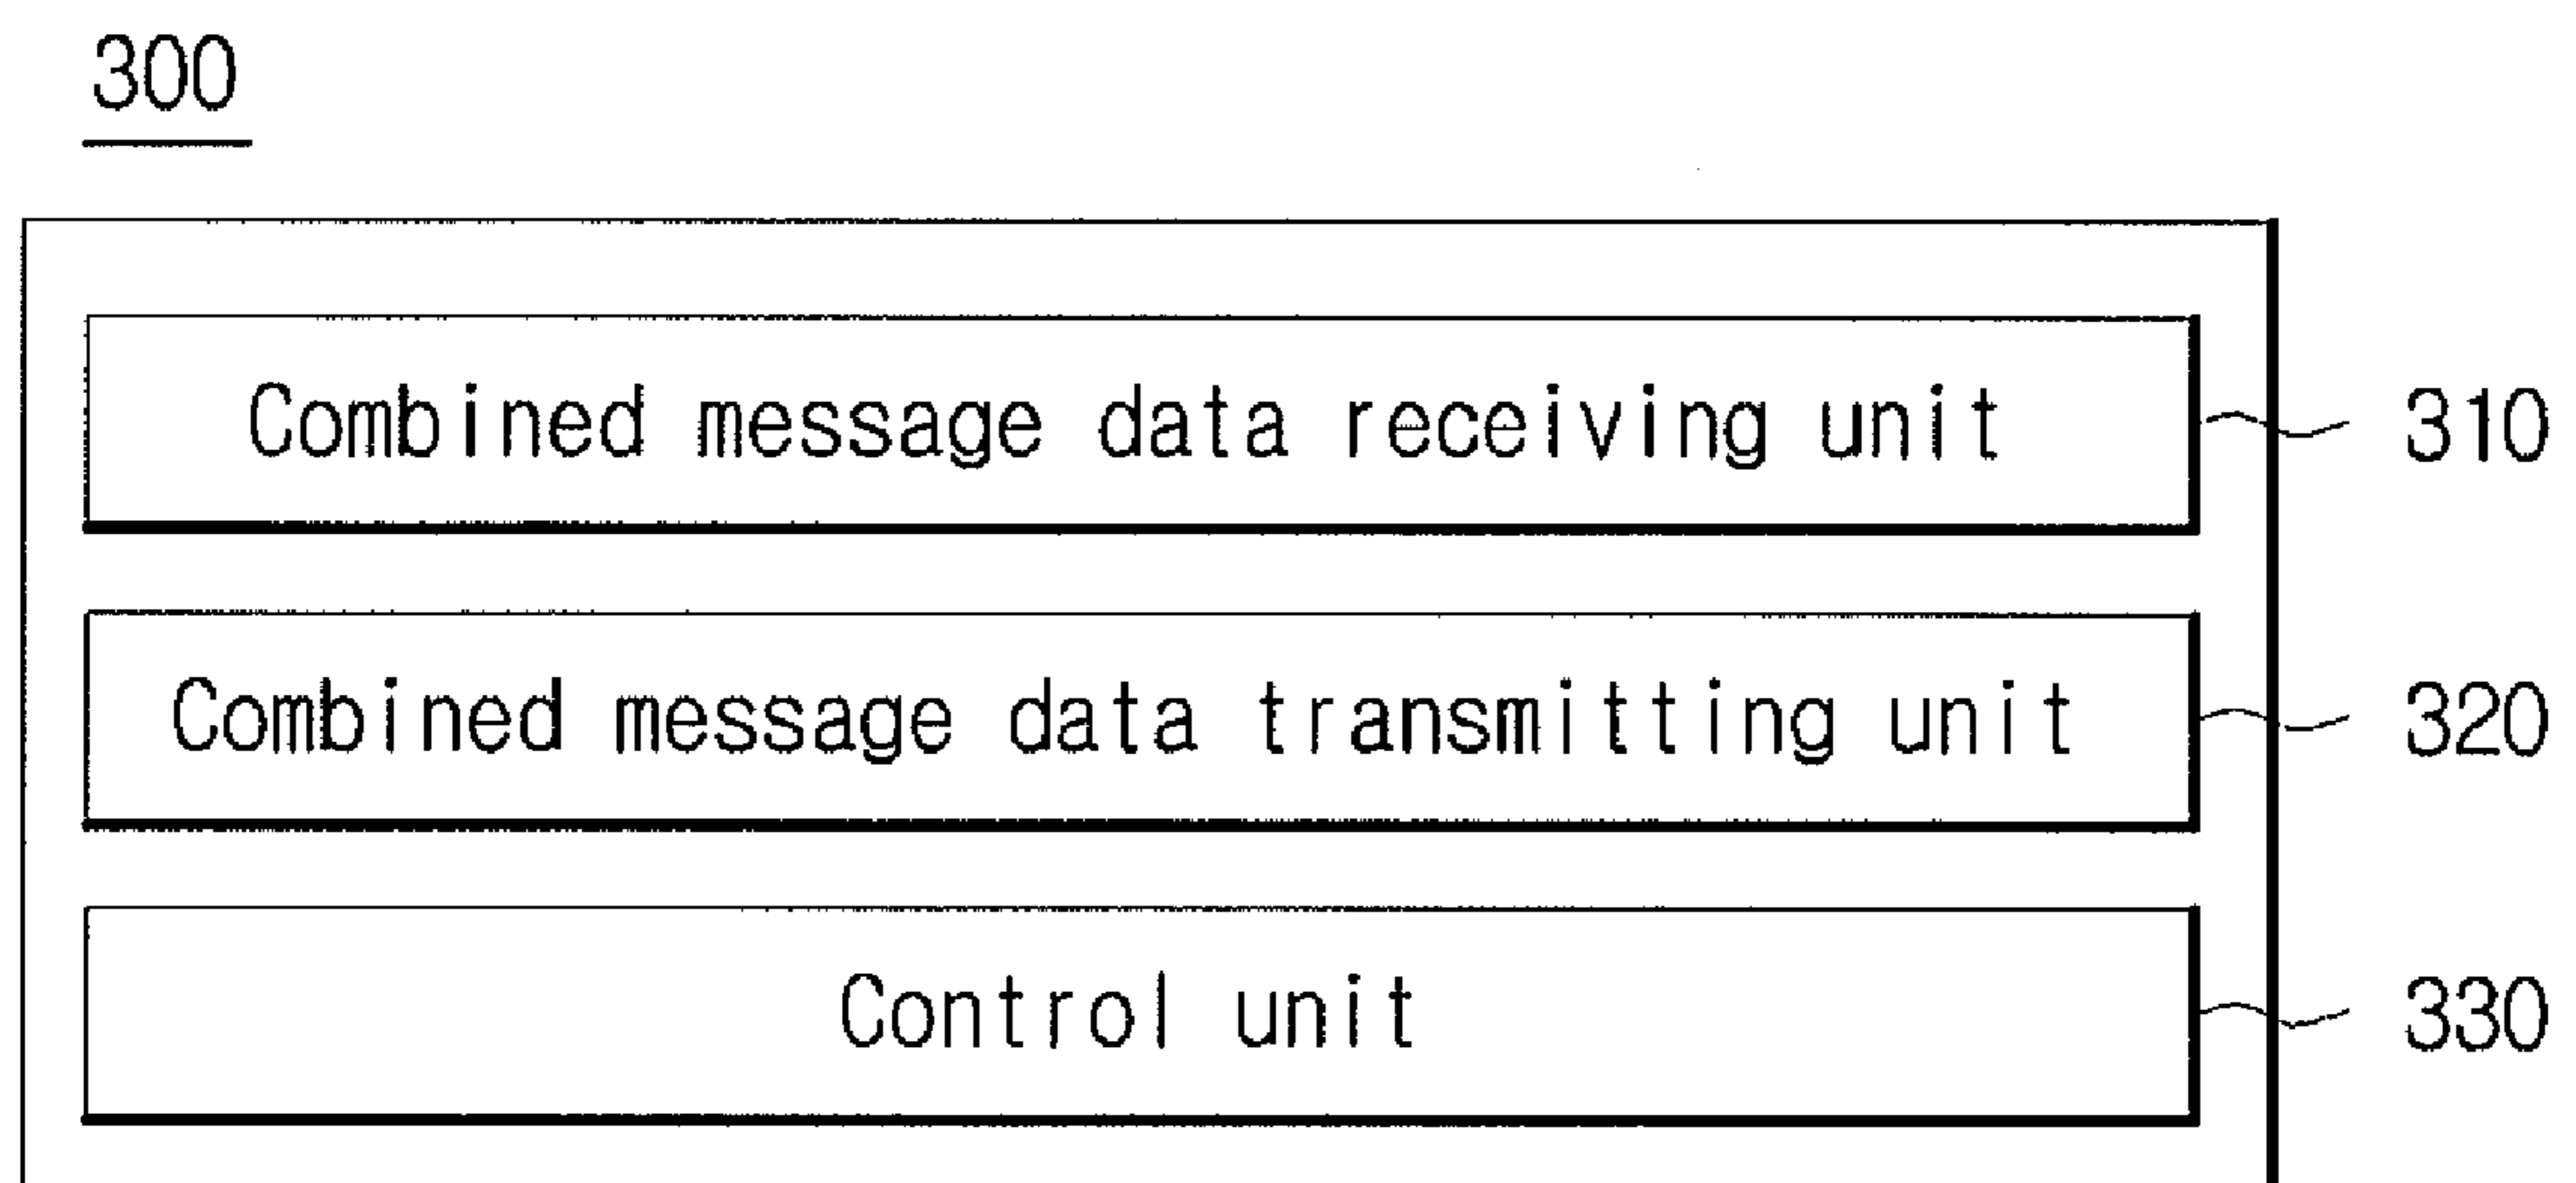 300
Combined message data receiving unit 310
Combined message data transmitting unit 320
Control unit 330